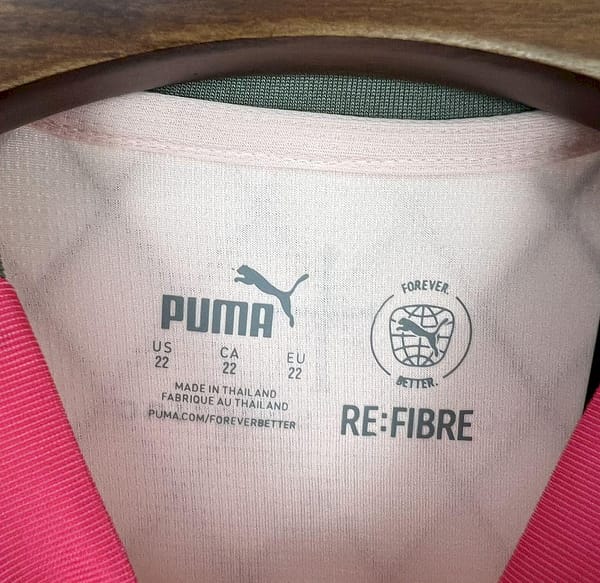 PUMA
US CA EU
22 22 22
MADE IN THAILAND
FABRIQUE AU THAILAND
PUMA.COM/FOREVERBETTER
FOREVER.
BETTER.
RE:FIBRE